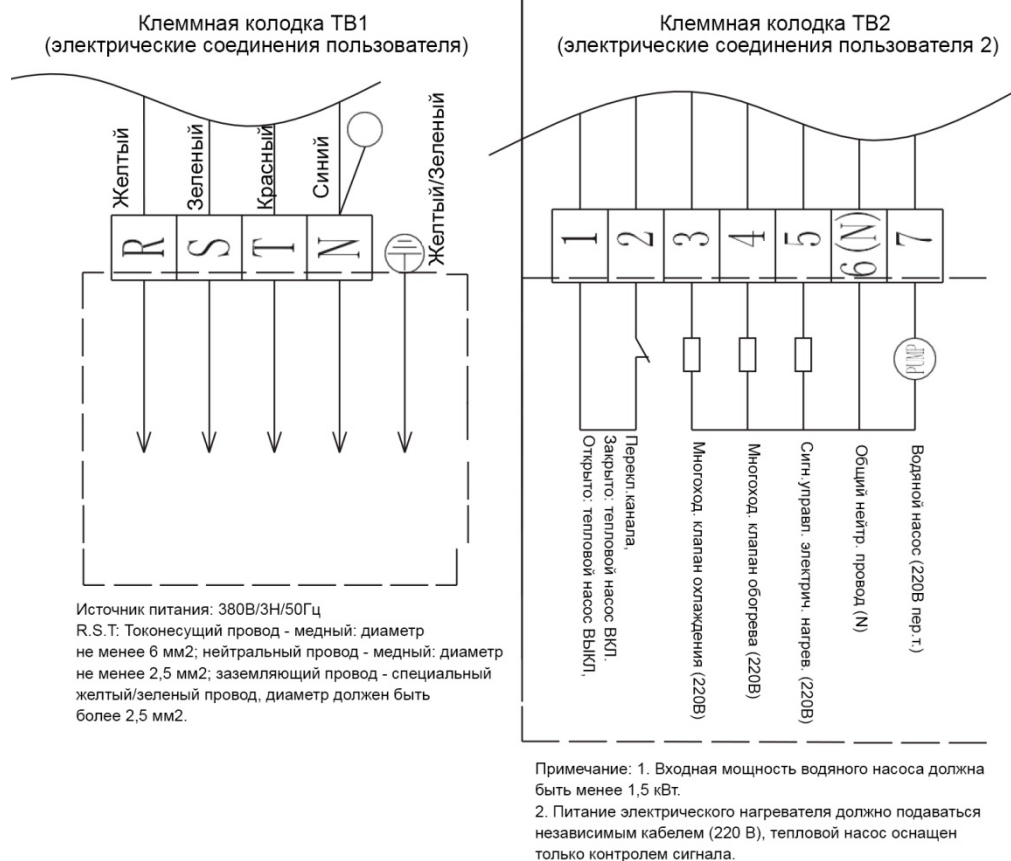 Клеммная колодка TB1
(электрические соединения пользователя)
Желтый
Зеленый
Красный
Синий
Желтый/Зеленый
R
S
T
N
Источник питания: 380В/3Н/50Гц
R.S.T: Токонесущий провод - медный: диаметр
не менее 6 мм2; нейтральный провод - медный: диаметр
не менее 2,5 мм2; заземляющий провод - специальный
желтый/зеленый провод, диаметр должен быть
более 2,5 мм2.
Клеммная колодка TB2
(электрические соединения пользователя 2)
1
2
3
4
5
6(N)
7
PUMP
Перекл.канала,
Закрыто: тепловой насос ВКЛ.
Открыто: тепловой насос ВЫКЛ,
Многоход. клапан охлаждения (220В)
Многоход. клапан обогрева (220В)
Сигн.управл. электрич. нагрев. (220В)
Общий нейтр. провод (N)
Водяной насос (220В пер.т.)
Примечание: 1. Входная мощность водяного насоса должна
быть менее 1,5 кВт.
2. Питание электрического нагревателя должно подаваться
независимым кабелем (220 В), тепловой насос оснащен
только контролем сигнала.